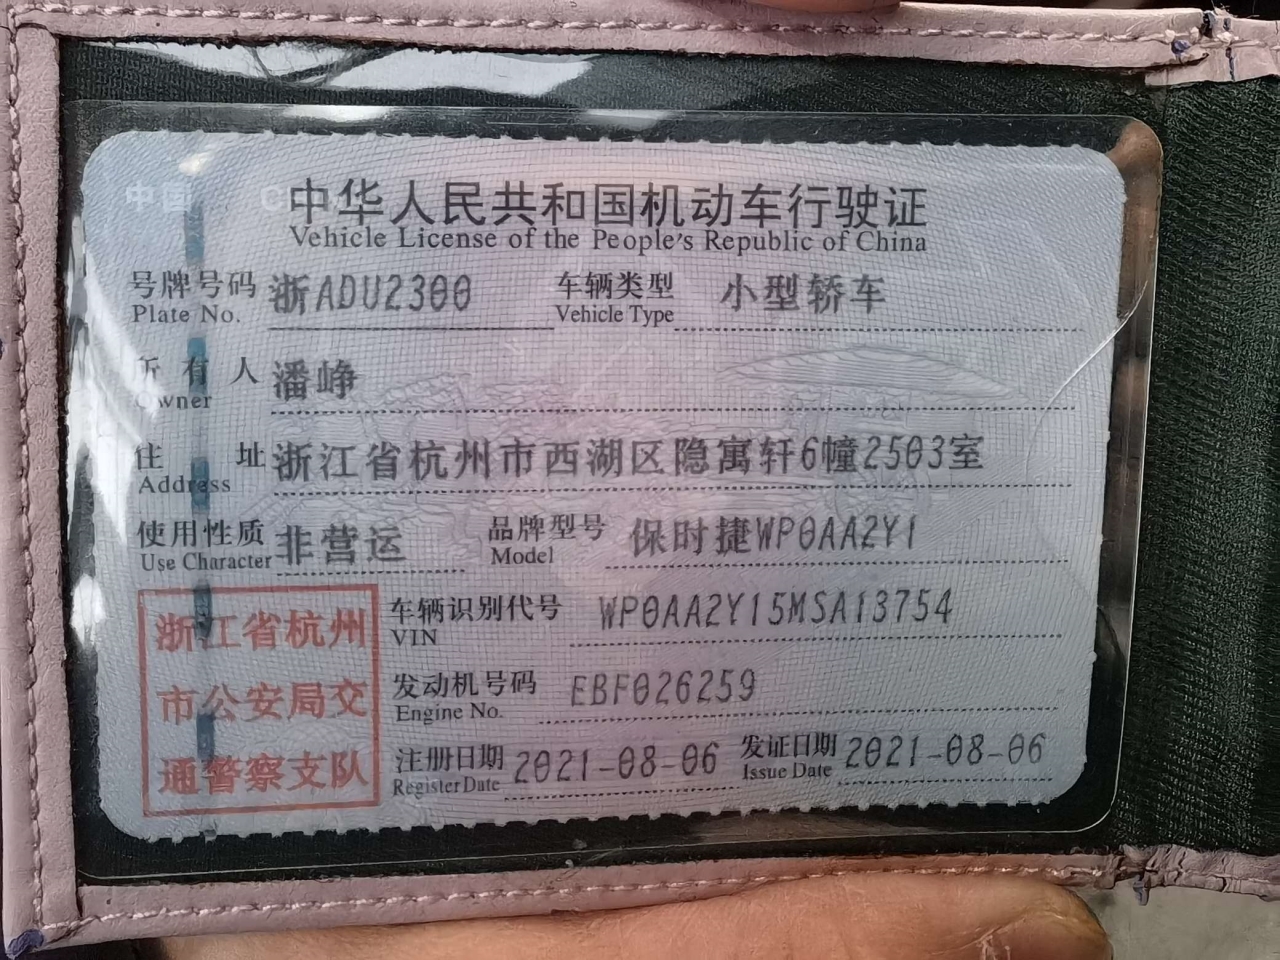 中国 C
中华人民共和国机动车行驶证
Vehicle License of the People's Republic of China
号牌号码 浙ADU2300 车辆类型 小型轿车
Plate No. Vehicle Type
所有人 潘峥
Owner
住址 浙江省杭州市西湖区隐寓轩6幢2503室
Address
使用性质 非营运 品牌型号 保时捷WP0AA2Y1
Use Character Model
浙江省杭州
市公安局交
通警察支队
车辆识别代号 WP0AA2Y15MSA13754
VIN
发动机号码 EBF026259
Engine No.
注册日期 2021-08-06 发证日期 2021-08-06
Register Date Issue Date